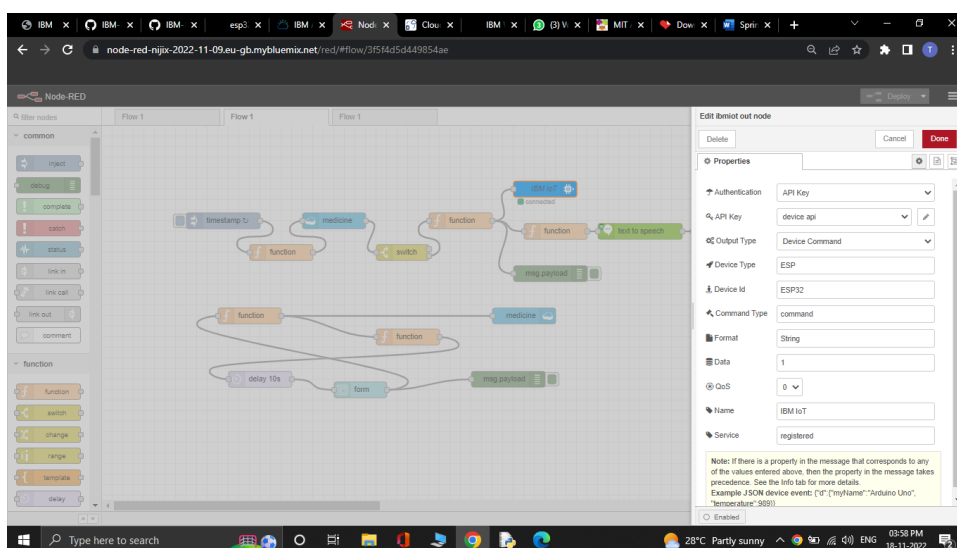 IBM
IBM-
IBM-
esp3.
IBM /
Node
Clou
IBM
(3) W
MIT /
Dow
Sprir
node-red-nijix-2022-11-09.eu-gb.mybluemix.net/red/#flow/3f5f4d5d449854ae
T
Node-RED
Deploy
filter nodes
Flow 1
Flow 1
Flow 1
common
inject
debug
complete
catch
status
link in
link call
link out
comment
function
function
switch
change
range
template
delay
timestamp ↻
function
medicine
switch
function
IBM IoT
connected
function
text to speech
msg.payload
function
medicine
function
delay 10s
form
msg.payload
Edit ibmiot out node
Delete
Cancel
Done
Properties
Authentication
API Key
API Key
device api
Output Type
Device Command
Device Type
ESP
Device Id
ESP32
Command Type
command
Format
String
Data
1
QoS
0
Name
IBM IoT
Service
registered
Note: If there is a property in the message that corresponds to any
of the values entered above, then the property in the message takes
precedence. See the Info tab for more details.
Example JSON device event: {"d":{"myName":"Arduino Uno",
"temperature":989}}
Enabled
Type here to search
28°C Partly sunny
ENG
03:58 PM
18-11-2022